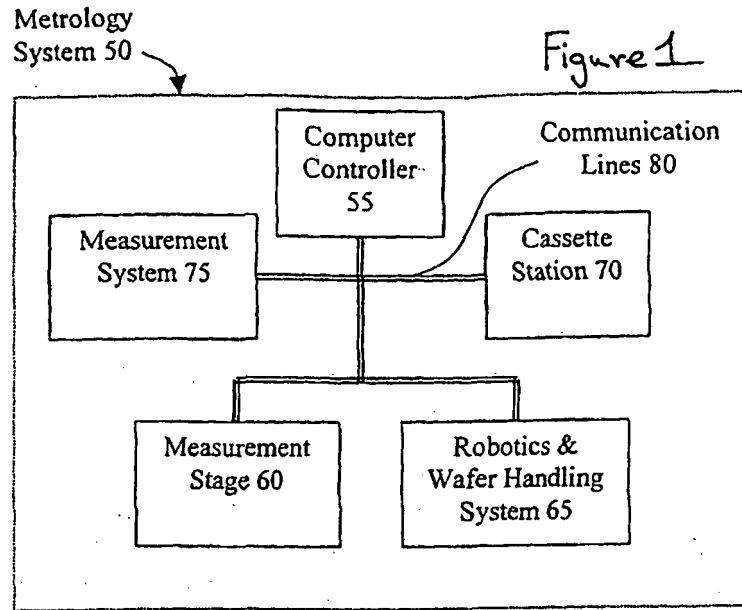 Metrology
System 50
Figure 1
Computer
Controller
55
Communication
Lines 80
Measurement
System 75
Cassette
Station 70
Measurement
Stage 60
Robotics &
Wafer Handling
System 65